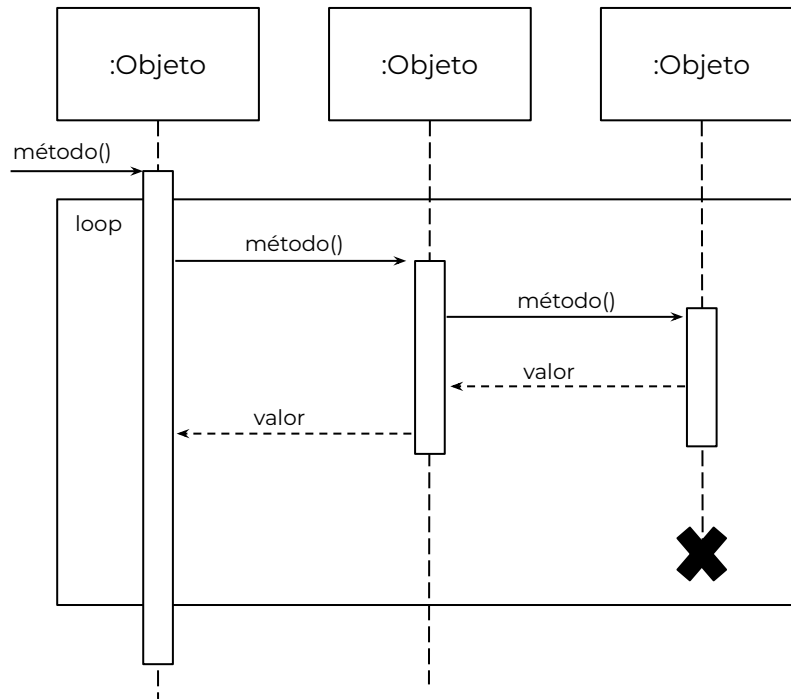 :Objeto
:Objeto
:Objeto
método()
loop
método()
método()
valor
valor